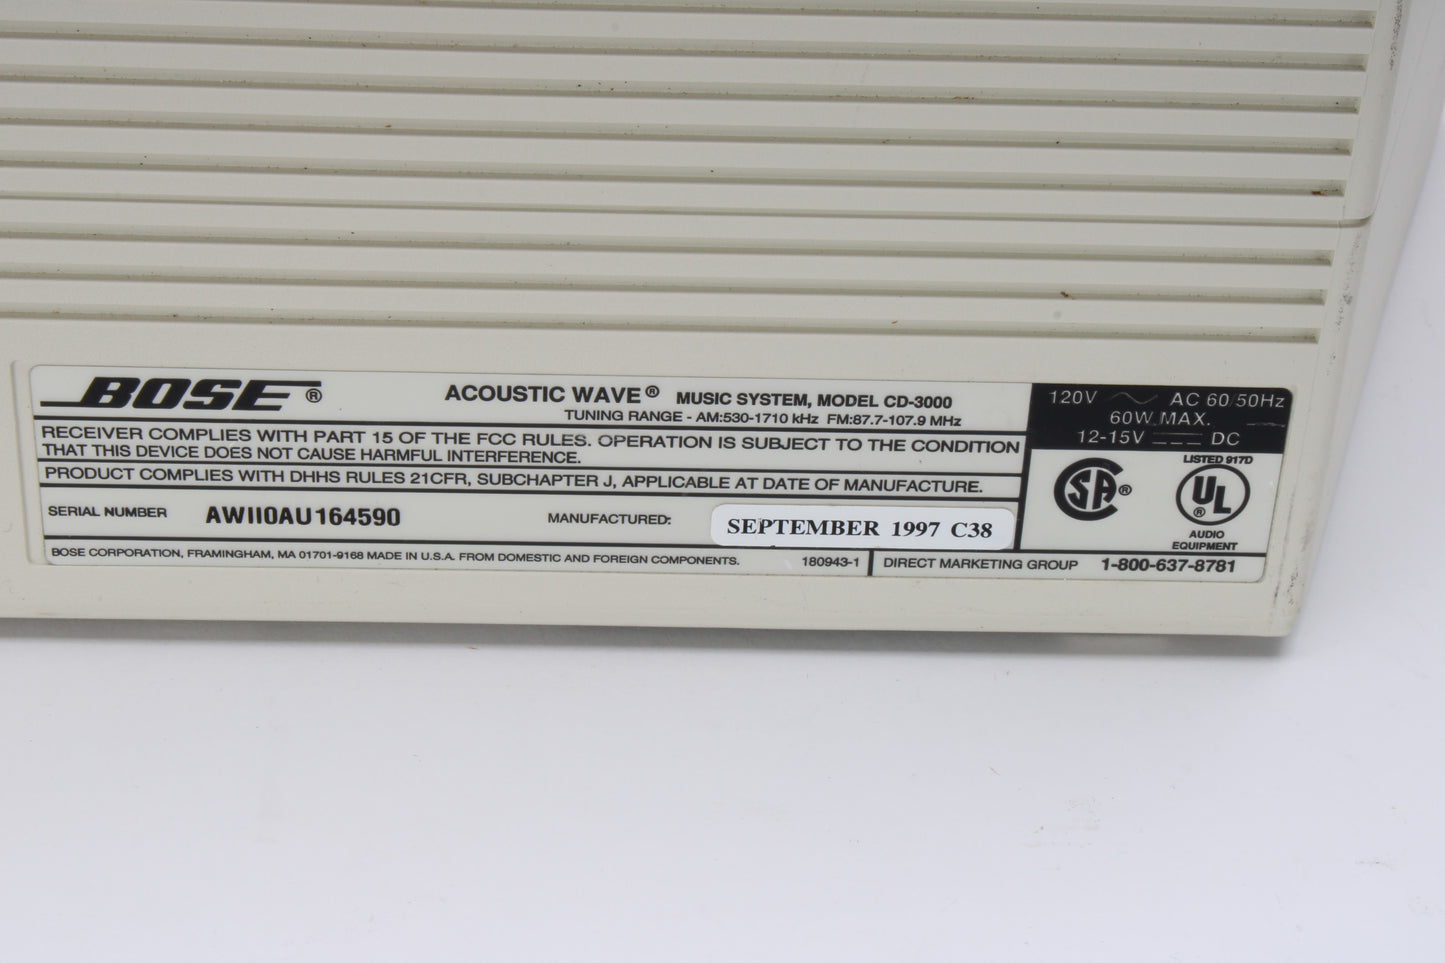 BOSE®
ACOUSTIC WAVE® MUSIC SYSTEM, MODEL CD-3000
TUNING RANGE - AM:530-1710 kHz FM:87.7-107.9 MHz
RECEIVER COMPLIES WITH PART 15 OF THE FCC RULES. OPERATION IS SUBJECT TO THE CONDITION
THAT THIS DEVICE DOES NOT CAUSE HARMFUL INTERFERENCE.
PRODUCT COMPLIES WITH DHHS RULES 21CFR, SUBCHAPTER J, APPLICABLE AT DATE OF MANUFACTURE.
SERIAL NUMBER AW110AU164590 MANUFACTURED: SEPTEMBER 1997 C38
BOSE CORPORATION, FRAMINGHAM, MA 01701-9168 MADE IN U.S.A. FROM DOMESTIC AND FOREIGN COMPONENTS. 180943-1
120V AC 60/50Hz
60W MAX.
12-15V DC
LISTED 917D
SA®
UL®
AUDIO
EQUIPMENT
DIRECT MARKETING GROUP 1-800-637-8781